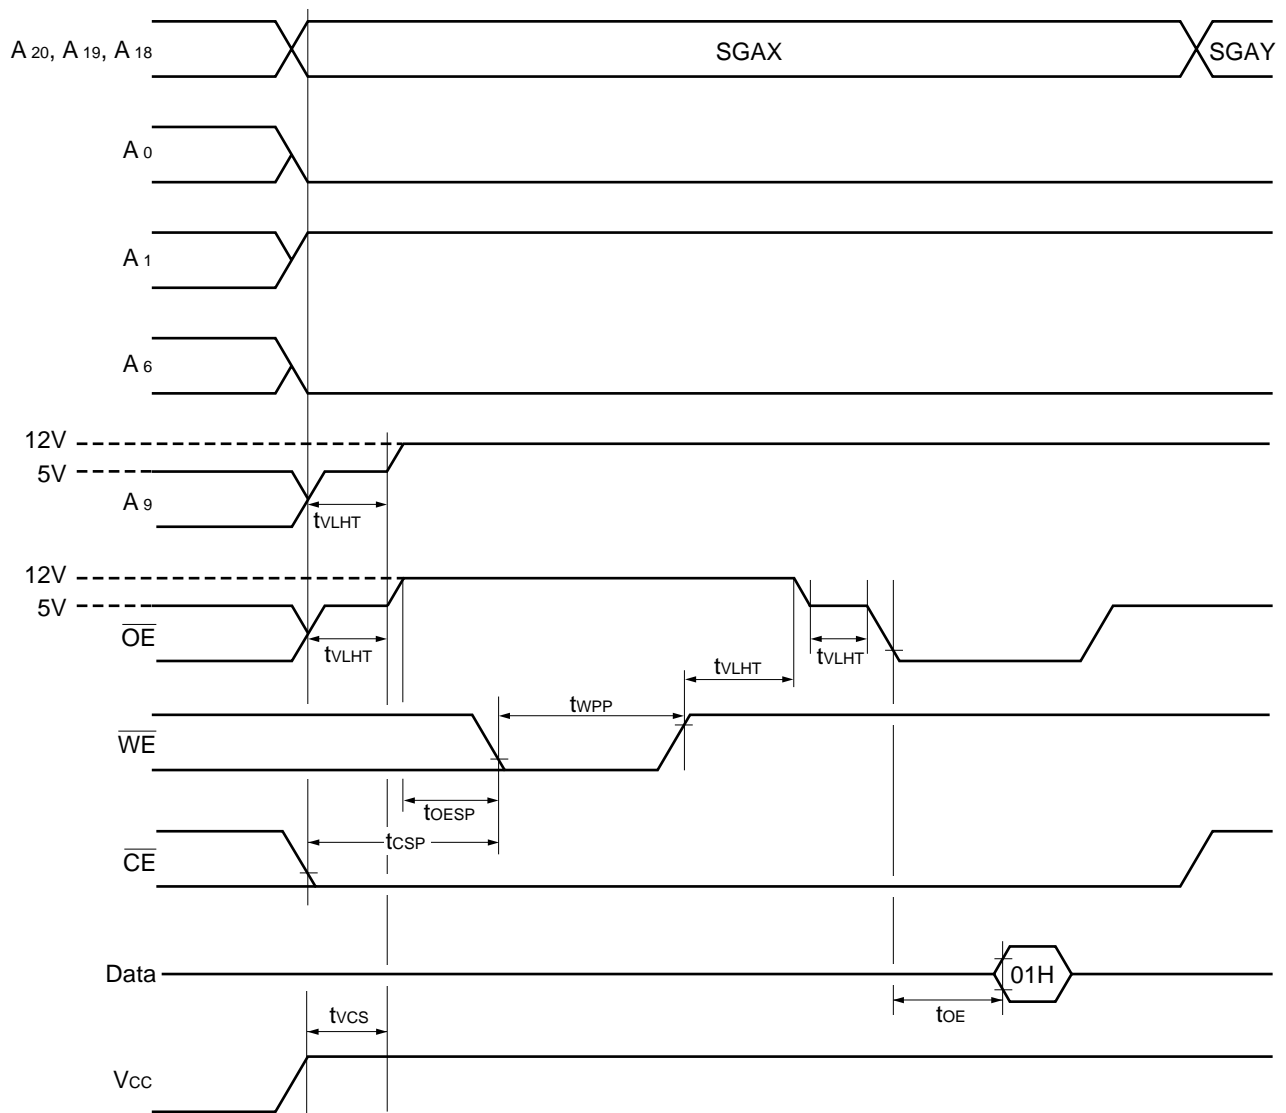 A 20, A 19, A 18
SGAX
SGAY
A 0
A 1
A 6
12V
5V
A 9
tVLHT
12V
5V
OE
tVLHT
tVLHT
tVLHT
tWPP
WE
tOESP
tCSP
CE
Data
01H
tOE
tVCS
VCC